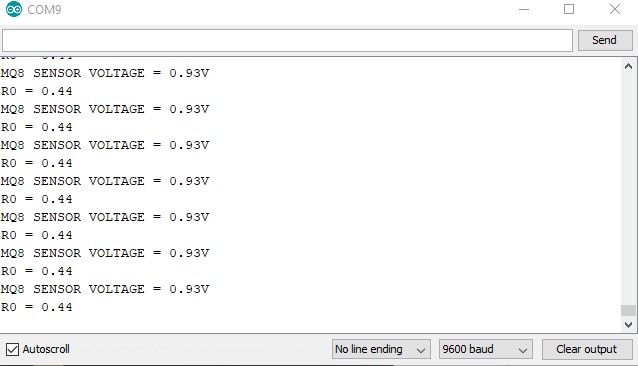 COM9
Send
R0 = 0.44
MQ8 SENSOR VOLTAGE = 0.93V
R0 = 0.44
MQ8 SENSOR VOLTAGE = 0.93V
R0 = 0.44
MQ8 SENSOR VOLTAGE = 0.93V
R0 = 0.44
MQ8 SENSOR VOLTAGE = 0.93V
R0 = 0.44
MQ8 SENSOR VOLTAGE = 0.93V
R0 = 0.44
MQ8 SENSOR VOLTAGE = 0.93V
R0 = 0.44
MQ8 SENSOR VOLTAGE = 0.93V
R0 = 0.44
Autoscroll No line ending 9600 baud Clear output